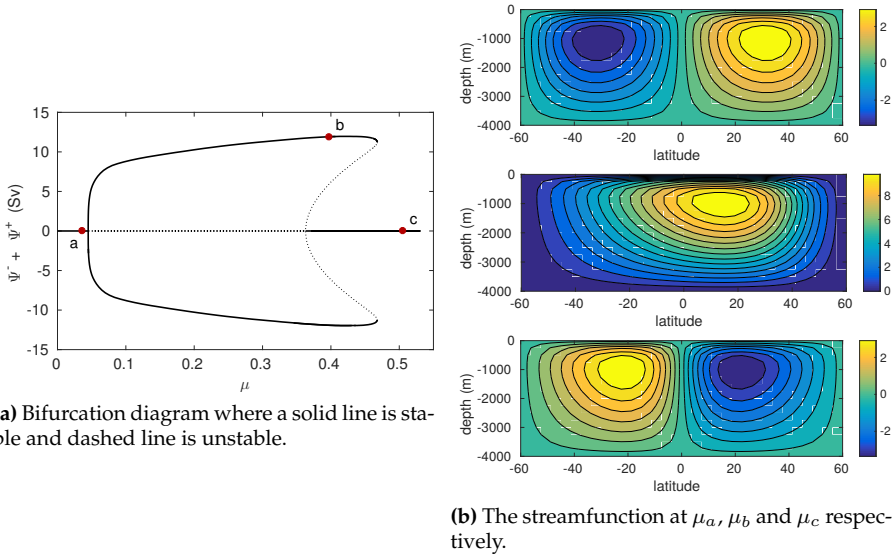 15
10
5
0
-5
-10
-15
Ψ- + Ψ+ (Sv)
a
b
c
0 0.1 0.2 0.3 0.4 0.5
μ
a) Bifurcation diagram where a solid line is sta-
ble and dashed line is unstable.
0
-1000
-2000
-3000
-4000
depth (m)
-60 -40 -20 0 20 40 60
latitude
2
0
-2
0
-1000
-2000
-3000
-4000
depth (m)
-60 -40 -20 0 20 40 60
latitude
8
6
4
2
0
0
-1000
-2000
-3000
-4000
depth (m)
-60 -40 -20 0 20 40 60
latitude
2
0
-2
(b) The streamfunction at μa, μb and μc respec-
tively.